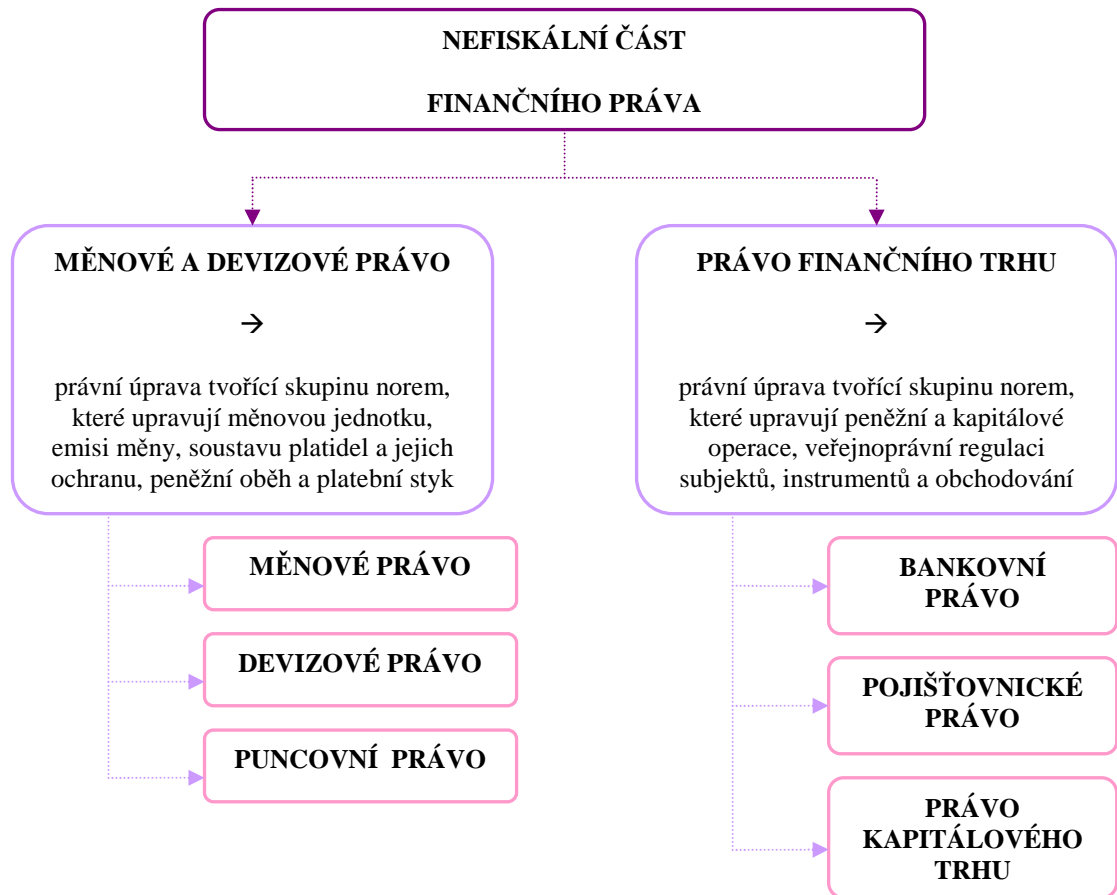 NEFISKÁLNÍ ČÁST
FINANČNÍHO PRÁVA
MĚNOVÉ A DEVIZOVÉ PRÁVO
→
právní úprava tvořící skupinu norem,
které upravují měnovou jednotku,
emisi měny, soustavu platidel a jejich
ochranu, peněžní oběh a platební styk
MĚNOVÉ PRÁVO
DEVIZOVÉ PRÁVO
PUNCOVNÍ PRÁVO
PRÁVO FINANČNÍHO TRHU
→
právní úprava tvořící skupinu norem,
které upravují peněžní a kapitálové
operace, veřejnoprávní regulaci
subjektů, instrumentů a obchodování
BANKOVNÍ
PRÁVO
POJIŠŤOVNICKÉ
PRÁVO
PRÁVO
KAPITÁLOVÉHO
TRHU